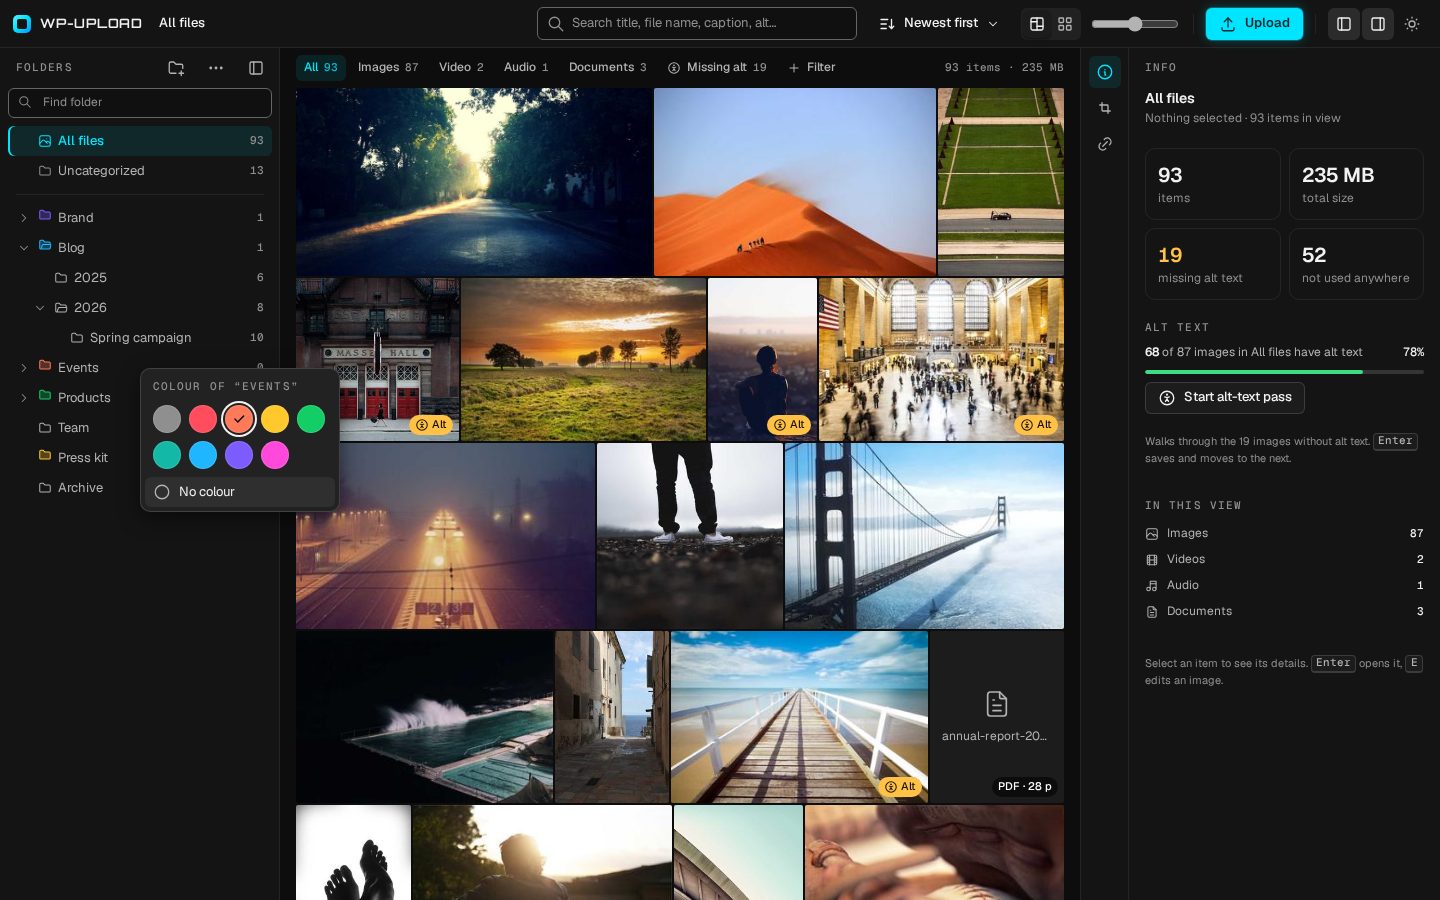 WP-UPLOAD All files
Search title, file name, caption, alt...
Newest first
Upload
FOLDERS
Find folder
All files 93
Uncategorized 13
Brand 1
Blog 1
2025 6
2026 8
Spring campaign 10
Events
Products
Team
Press kit
Archive
COLOUR OF “EVENTS”
No colour
All 93 Images 87 Video 2 Audio 1 Documents 3 Missing alt 19 Filter 93 items · 235 MB
MASSEY HALL
Alt
Alt
Alt
Alt
annual-report-20...
PDF · 28 p
INFO
All files
Nothing selected · 93 items in view
93
items
235 MB
total size
19
missing alt text
52
not used anywhere
ALT TEXT
68 of 87 images in All files have alt text 78%
Start alt-text pass
Walks through the 19 images without alt text. Enter
saves and moves to the next.
IN THIS VIEW
Images 87
Videos 2
Audio 1
Documents 3
Select an item to see its details. Enter opens it, E
edits an image.